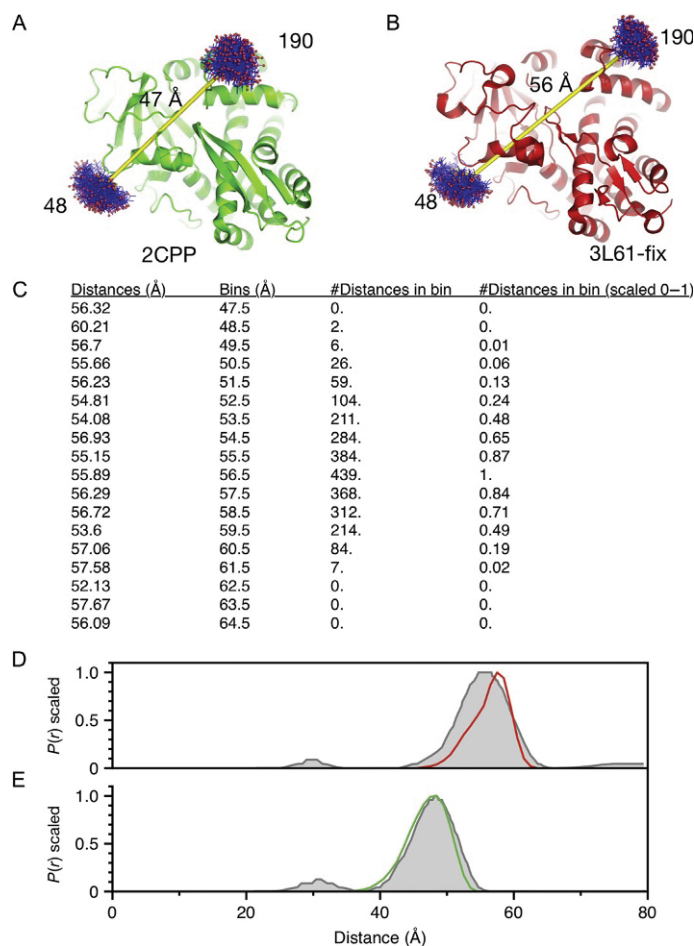 A
B
190
190
47 Å
56 Å
48
48
2CPP
3L61-fix
C
Distances (Å) Bins (Å) #Distances in bin #Distances in bin (scaled 0–1)
56.32 47.5 0. 0.
60.21 48.5 2. 0.
56.7 49.5 6. 0.01
55.66 50.5 26. 0.06
56.23 51.5 59. 0.13
54.81 52.5 104. 0.24
54.08 53.5 211. 0.48
56.93 54.5 284. 0.65
55.15 55.5 384. 0.87
55.89 56.5 439. 1.
56.29 57.5 368. 0.84
56.72 58.5 312. 0.71
53.6 59.5 214. 0.49
57.06 60.5 84. 0.19
57.58 61.5 7. 0.02
52.13 62.5 0. 0.
57.67 63.5 0. 0.
56.09 64.5 0. 0.
D
P(r) scaled
1.0
0.5
0
E
P(r) scaled
1.0
0.5
0
0 20 40 60 80
Distance (Å)